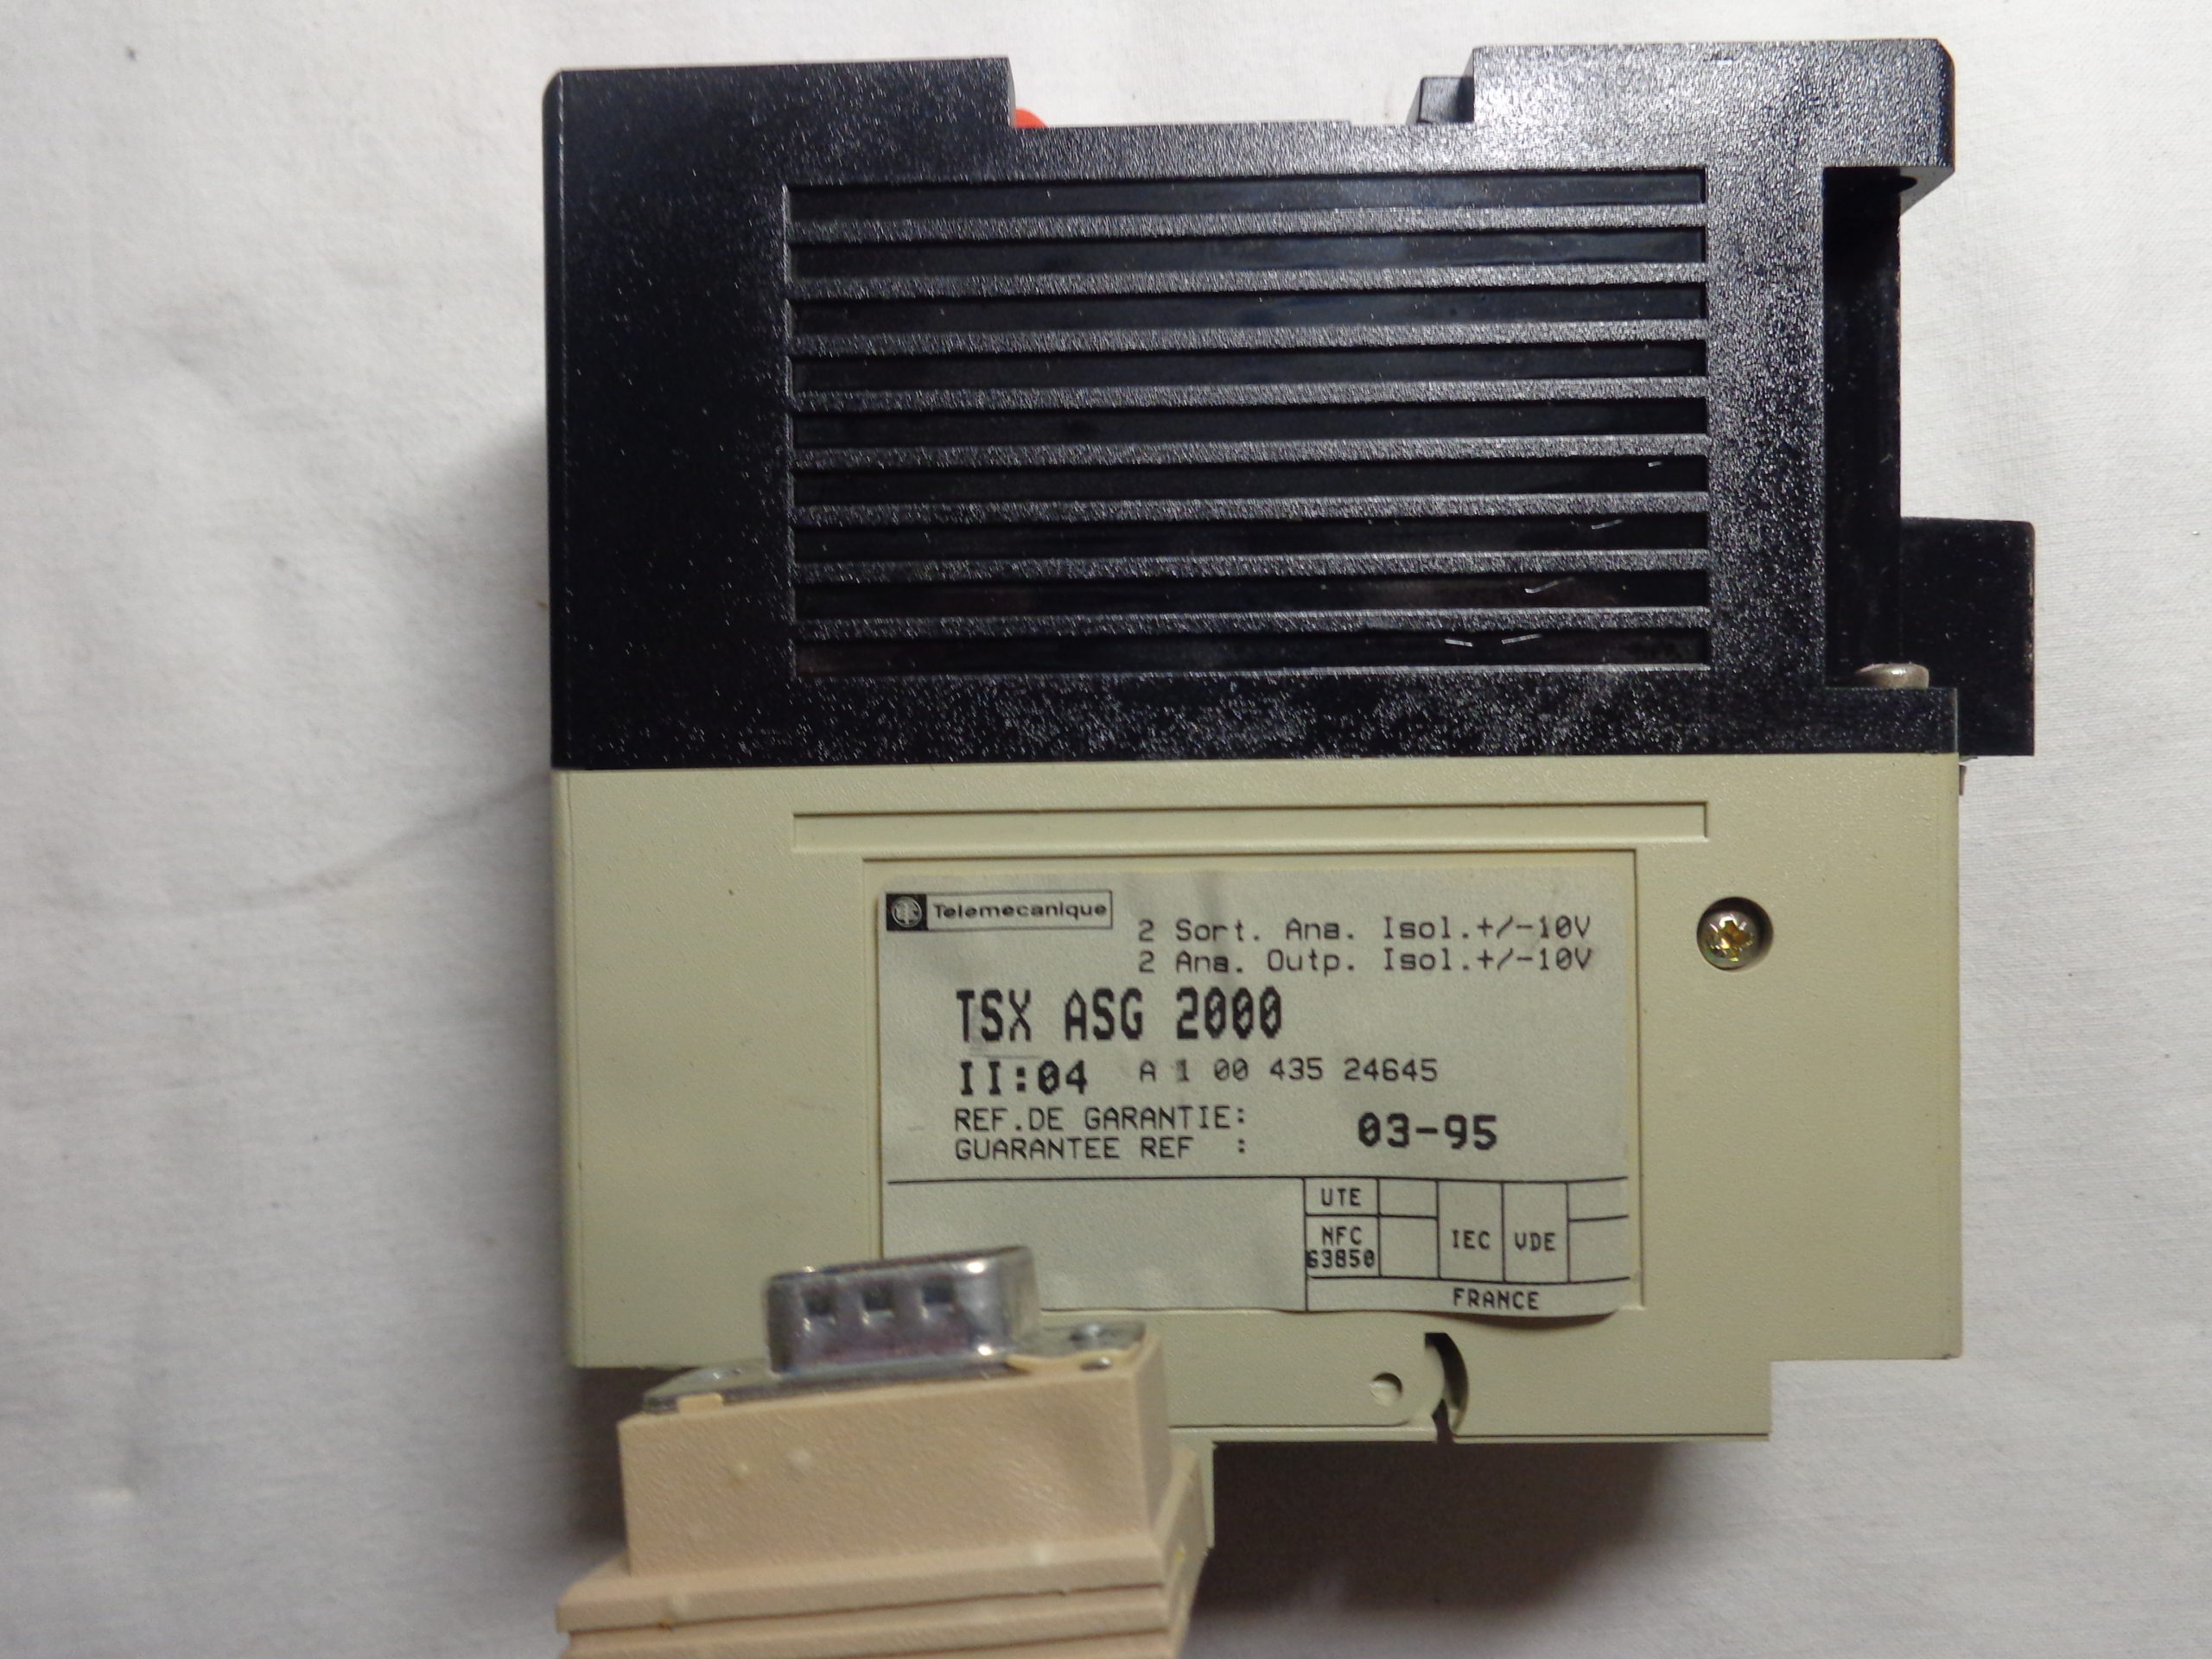 Telemecanique
2 Sort. Ana. Isol.+/-10V
2 Ana. Outp. Isol.+/-10V
TSX ASG 2000
II:04 A 1 00 435 24645
REF.DE GARANTIE:
GUARANTEE REF : 03-95
UTE
NFC IEC VDE
63850
FRANCE